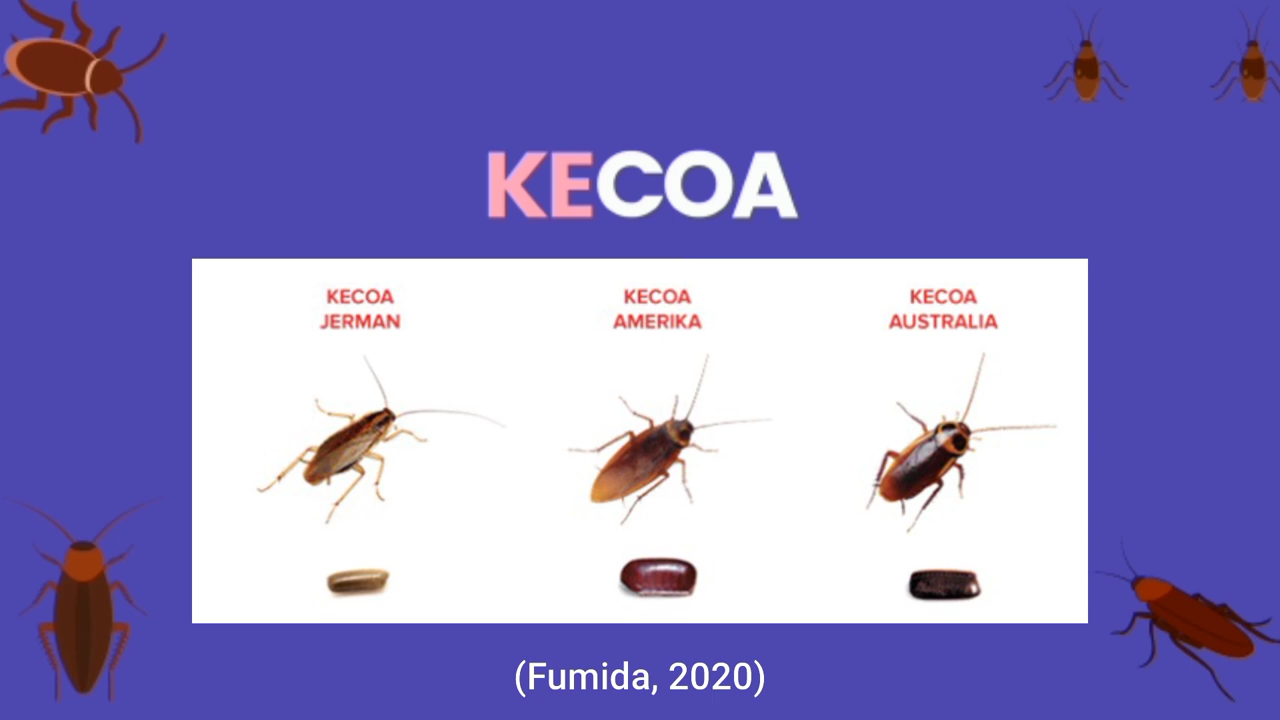 KECOA
KECOA
JERMAN
KECOA
AMERIKA
KECOA
AUSTRALIA
(Fumida, 2020)